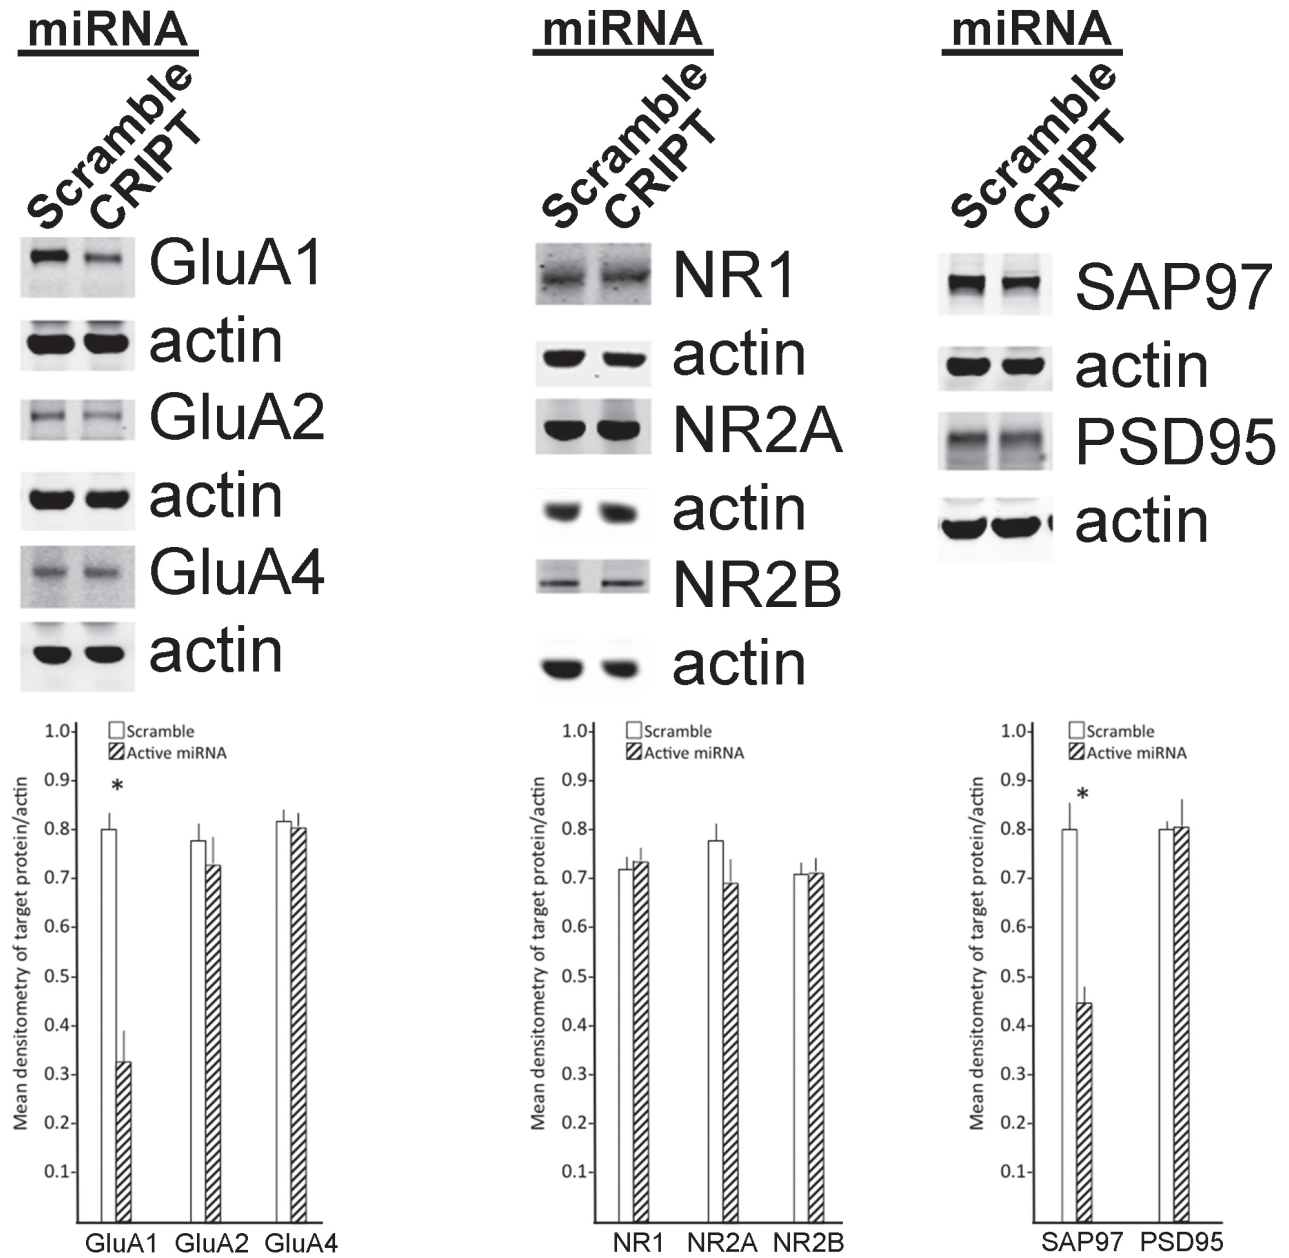 miRNA
Scramble
CRIPT
GluA1
actin
GluA2
actin
GluA4
actin
miRNA
Scramble
CRIPT
NR1
actin
NR2A
actin
NR2B
actin
miRNA
Scramble
CRIPT
SAP97
actin
PSD95
actin
Mean densitometry of target protein/actin
1.0
0.9
0.8
0.7
0.6
0.5
0.4
0.3
0.2
0.1
Scramble
Active miRNA
*
GluA1 GluA2 GluA4
Mean densitometry of target protein/actin
1.0
0.9
0.8
0.7
0.6
0.5
0.4
0.3
0.2
0.1
Scramble
Active miRNA
NR1 NR2A NR2B
Mean densitometry of target protein/actin
1.0
0.9
0.8
0.7
0.6
0.5
0.4
0.3
0.2
0.1
Scramble
Active miRNA
*
SAP97 PSD95